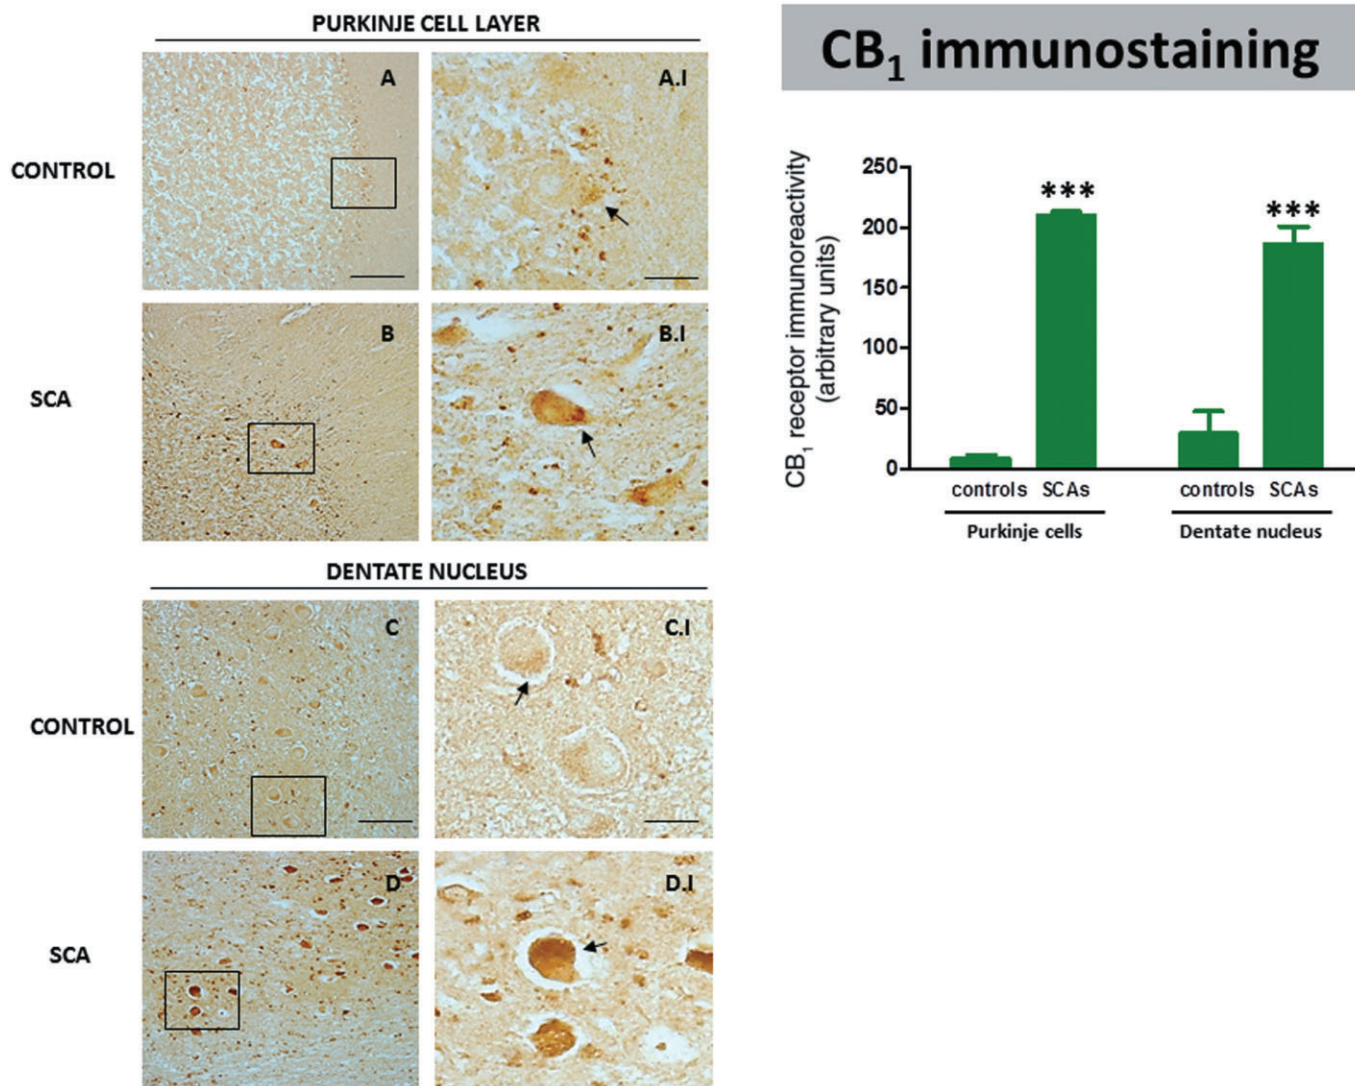 PURKINJE CELL LAYER
CONTROL
A
A.I
SCA
B
B.I
DENTATE NUCLEUS
CONTROL
C
C.I
SCA
D
D.I
CB₁ immunostaining
CB₁ receptor immunoreactivity
(arbitrary units)
250
200
150
100
50
0
***
***
controls SCAs controls SCAs
Purkinje cells Dentate nucleus